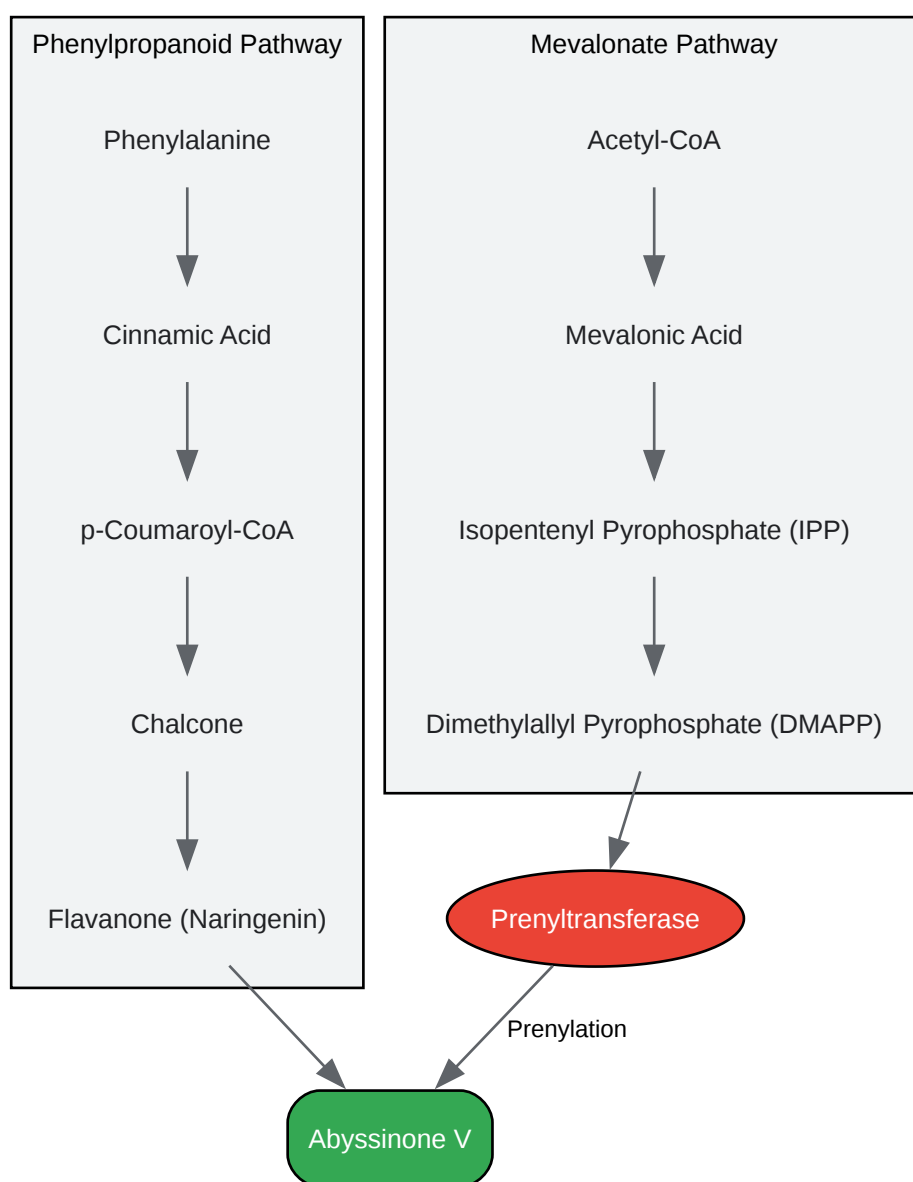 Phenylpropanoid Pathway
Phenylalanine
Cinnamic Acid
p-Coumaroyl-CoA
Chalcone
Flavanone (Naringenin)
Mevalonate Pathway
Acetyl-CoA
Mevalonic Acid
Isopentenyl Pyrophosphate (IPP)
Dimethylallyl Pyrophosphate (DMAPP)
Prenyltransferase
Prenylation
Abyssinone V